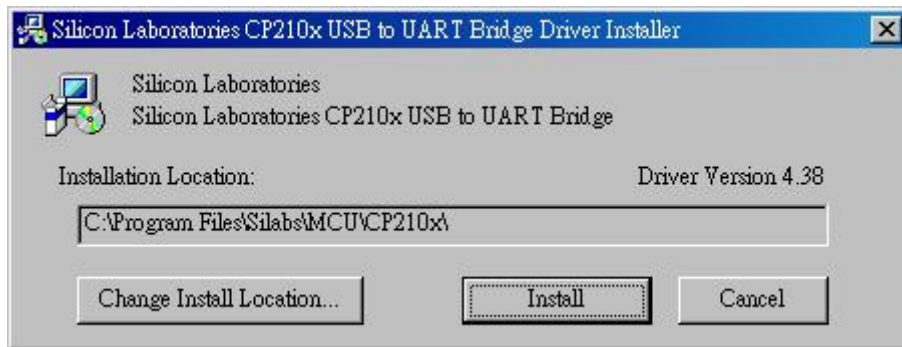 Silicon Laboratories CP210x USB to UART Bridge Driver Installer
Silicon Laboratories
Silicon Laboratories CP210x USB to UART Bridge
Installation Location:
Driver Version 4.38
C:\Program Files\Silabs\MCU\CP210x\
Change Install Location...
Install
Cancel